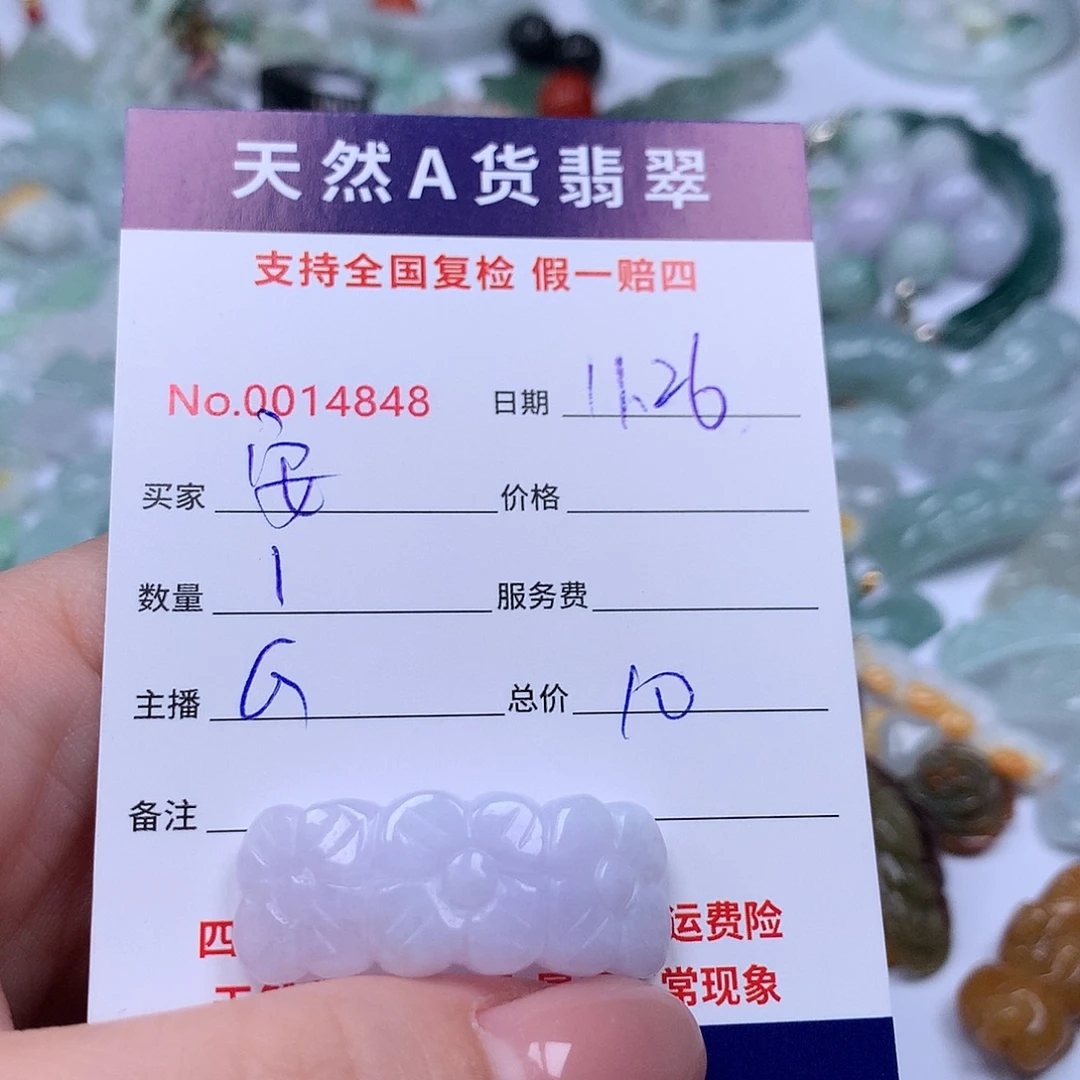 天然A货翡翠
支持全国复检 假一赔四
No.0014848 日期 11.26
买家 安 价格
数量 1 服务费
主播 G 总价 10
备注
四 运费险
常现象